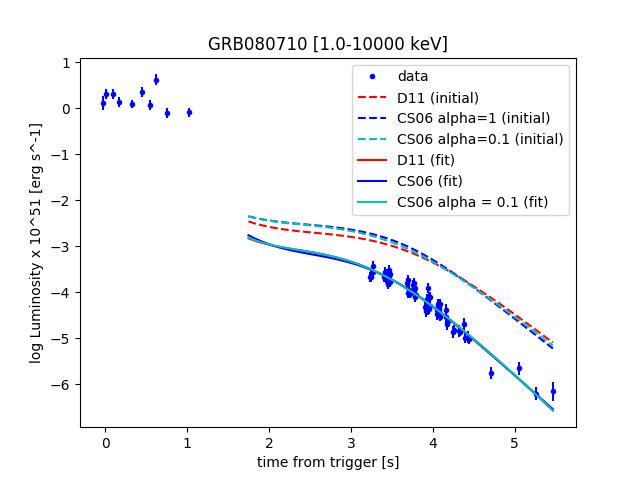 GRB080710 [1.0-10000 keV]
log Luminosity x 10^51 [erg s^-1]
1
0
−1
−2
−3
−4
−5
−6
data
D11 (initial)
CS06 alpha=1 (initial)
CS06 alpha=0.1 (initial)
D11 (fit)
CS06 (fit)
CS06 alpha = 0.1 (fit)
0 1 2 3 4 5
time from trigger [s]